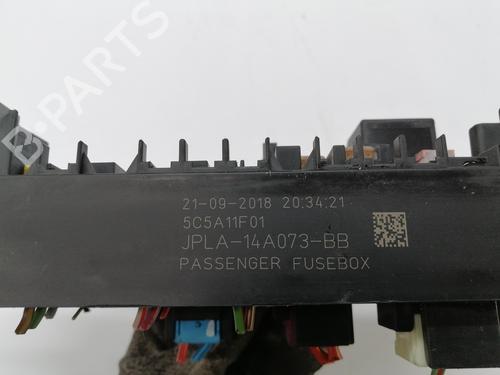 B-PARTS
21-09-2018 20:34:21
5C5A11F01
JPLA-14A073-BB
PASSENGER FUSEBOX